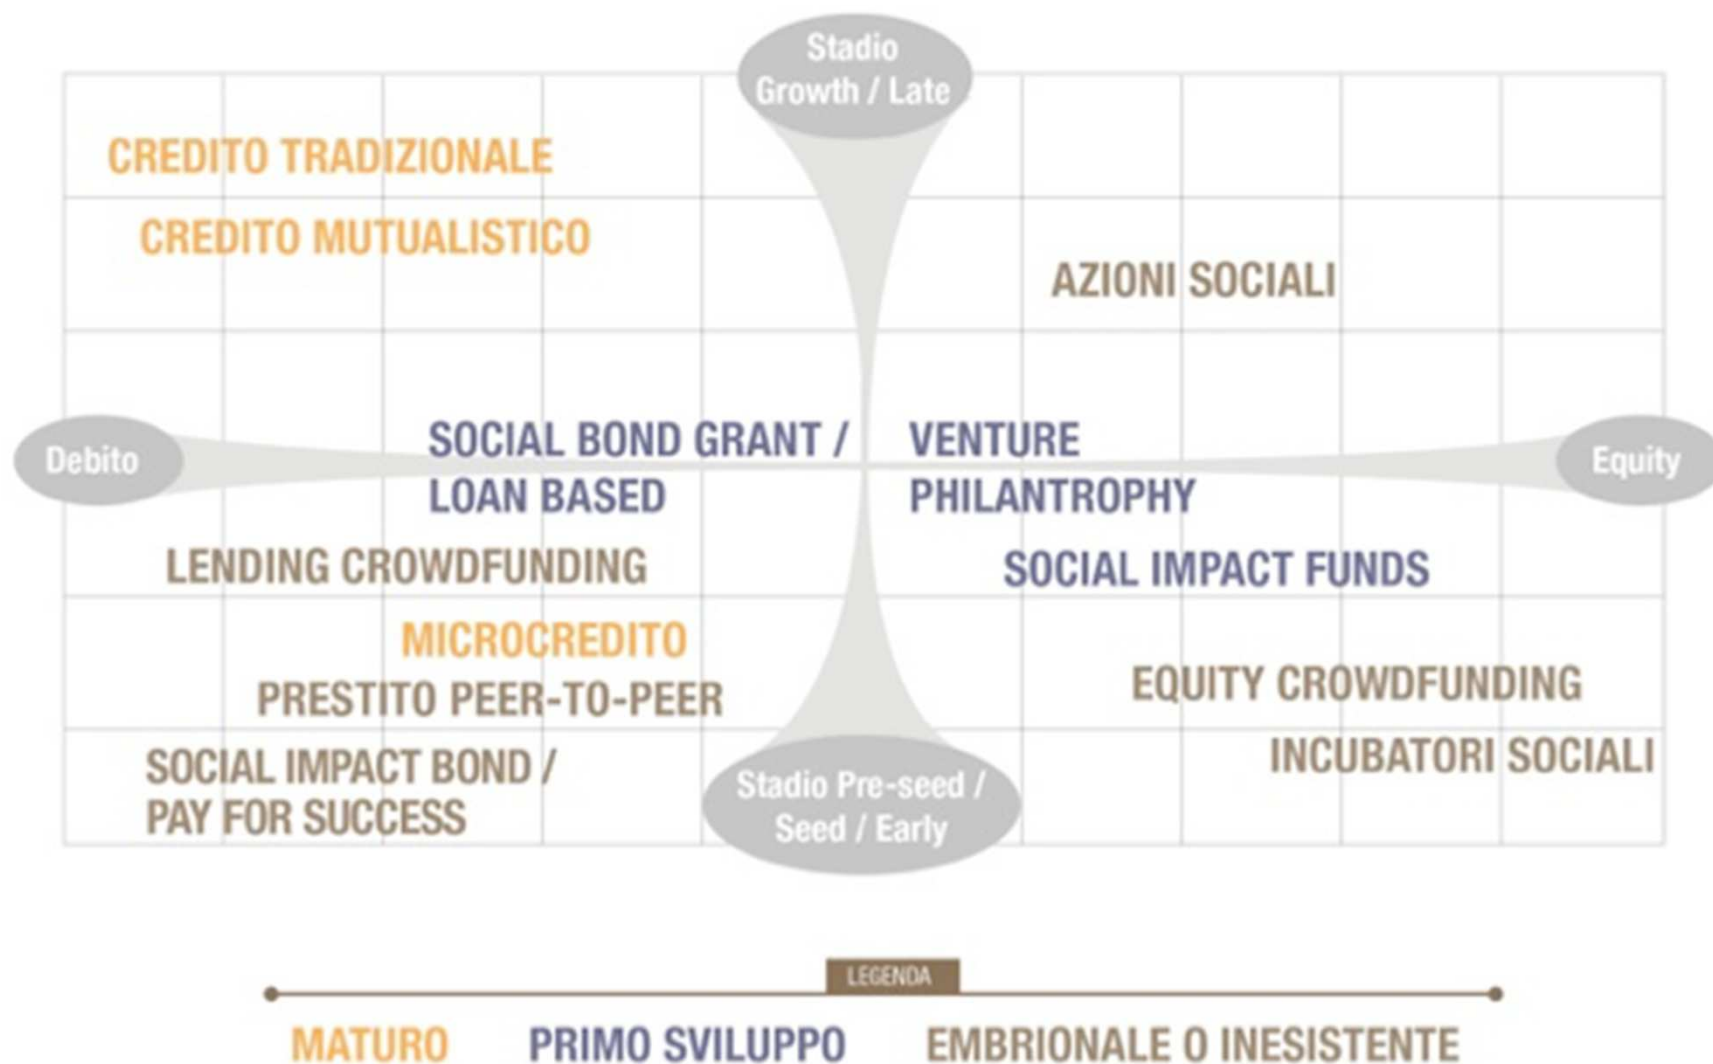 Stadio
Growth / Late
CREDITO TRADIZIONALE
CREDITO MUTUALISTICO
AZIONI SOCIALI
Debito
SOCIAL BOND GRANT /
LOAN BASED
VENTURE
PHILANTROPHY
Equity
LENDING CROWDFUNDING
SOCIAL IMPACT FUNDS
MICROCREDITO
PRESTITO PEER-TO-PEER
EQUITY CROWDFUNDING
SOCIAL IMPACT BOND /
PAY FOR SUCCESS
Stadio Pre-seed /
Seed / Early
INCUBATORI SOCIALI
LEGENDA
MATURO
PRIMO SVILUPPO
EMBRIONALE O INESISTENTE